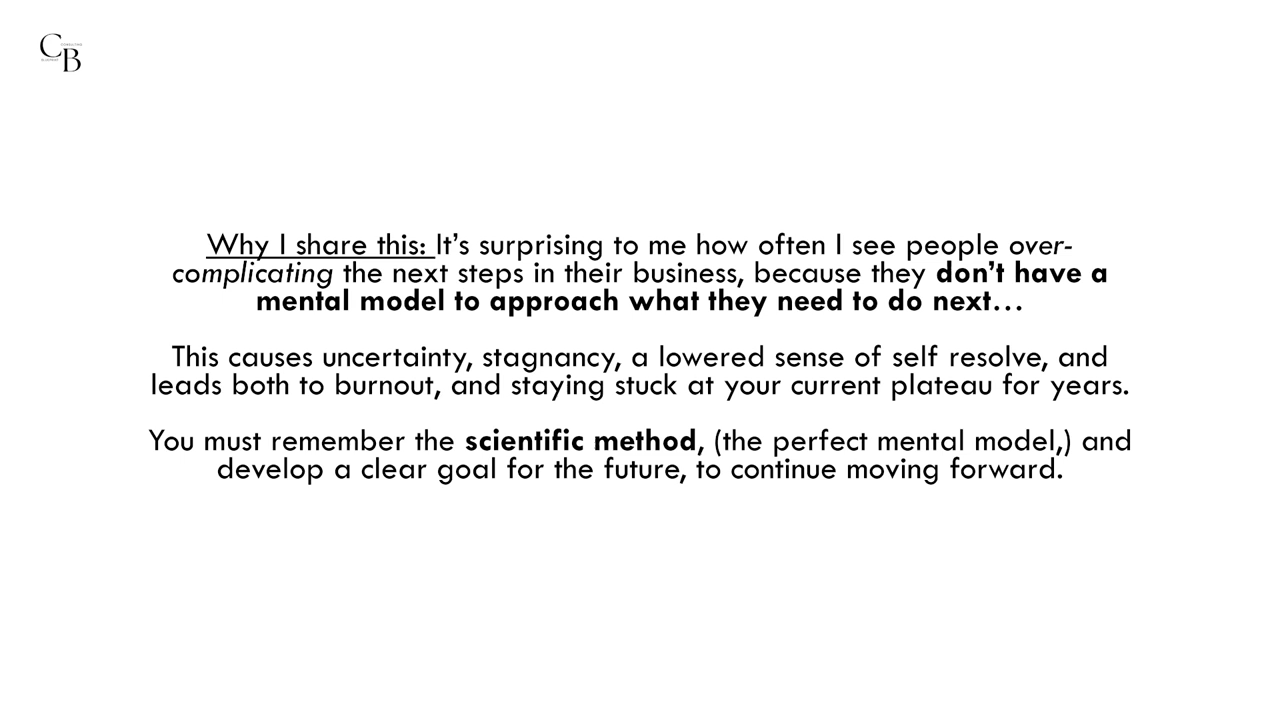 CB
Why I share this: It's surprising to me how often I see people over-
complicating the next steps in their business, because they don't have a
mental model to approach what they need to do next...
This causes uncertainty, stagnancy, a lowered sense of self resolve, and
leads both to burnout, and staying stuck at your current plateau for years.
You must remember the scientific method, (the perfect mental model,) and
develop a clear goal for the future, to continue moving forward.